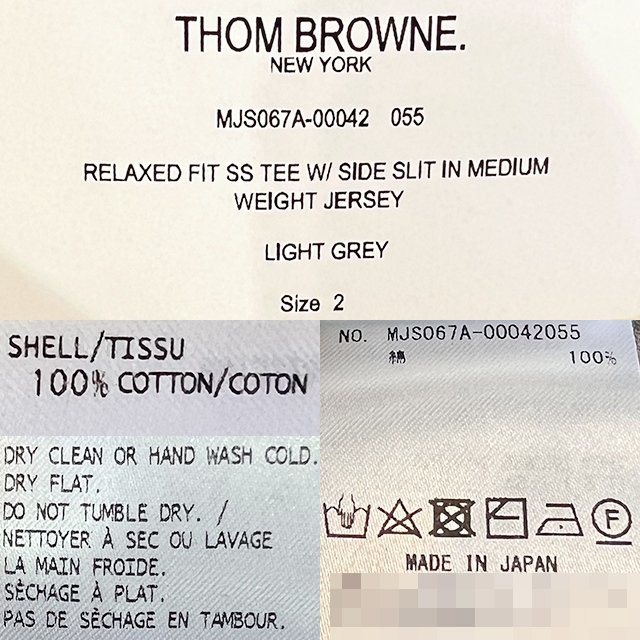 THOM BROWNE.
NEW YORK
MJS067A-00042 055
RELAXED FIT SS TEE W/ SIDE SLIT IN MEDIUM
WEIGHT JERSEY
LIGHT GREY
Size 2
SHELL/TISSU
100% COTTON/COTON
DRY CLEAN OR HAND WASH COLD.
DRY FLAT.
DO NOT TUMBLE DRY. /
NETTOYER À SEC OU LAVAGE
LA MAIN FROIDE.
SÈCHAGE À PLAT.
PAS DE SÈCHAGE EN TAMBOUR.
NO. MJS067A-00042055
綿 100%
F
MADE IN JAPAN